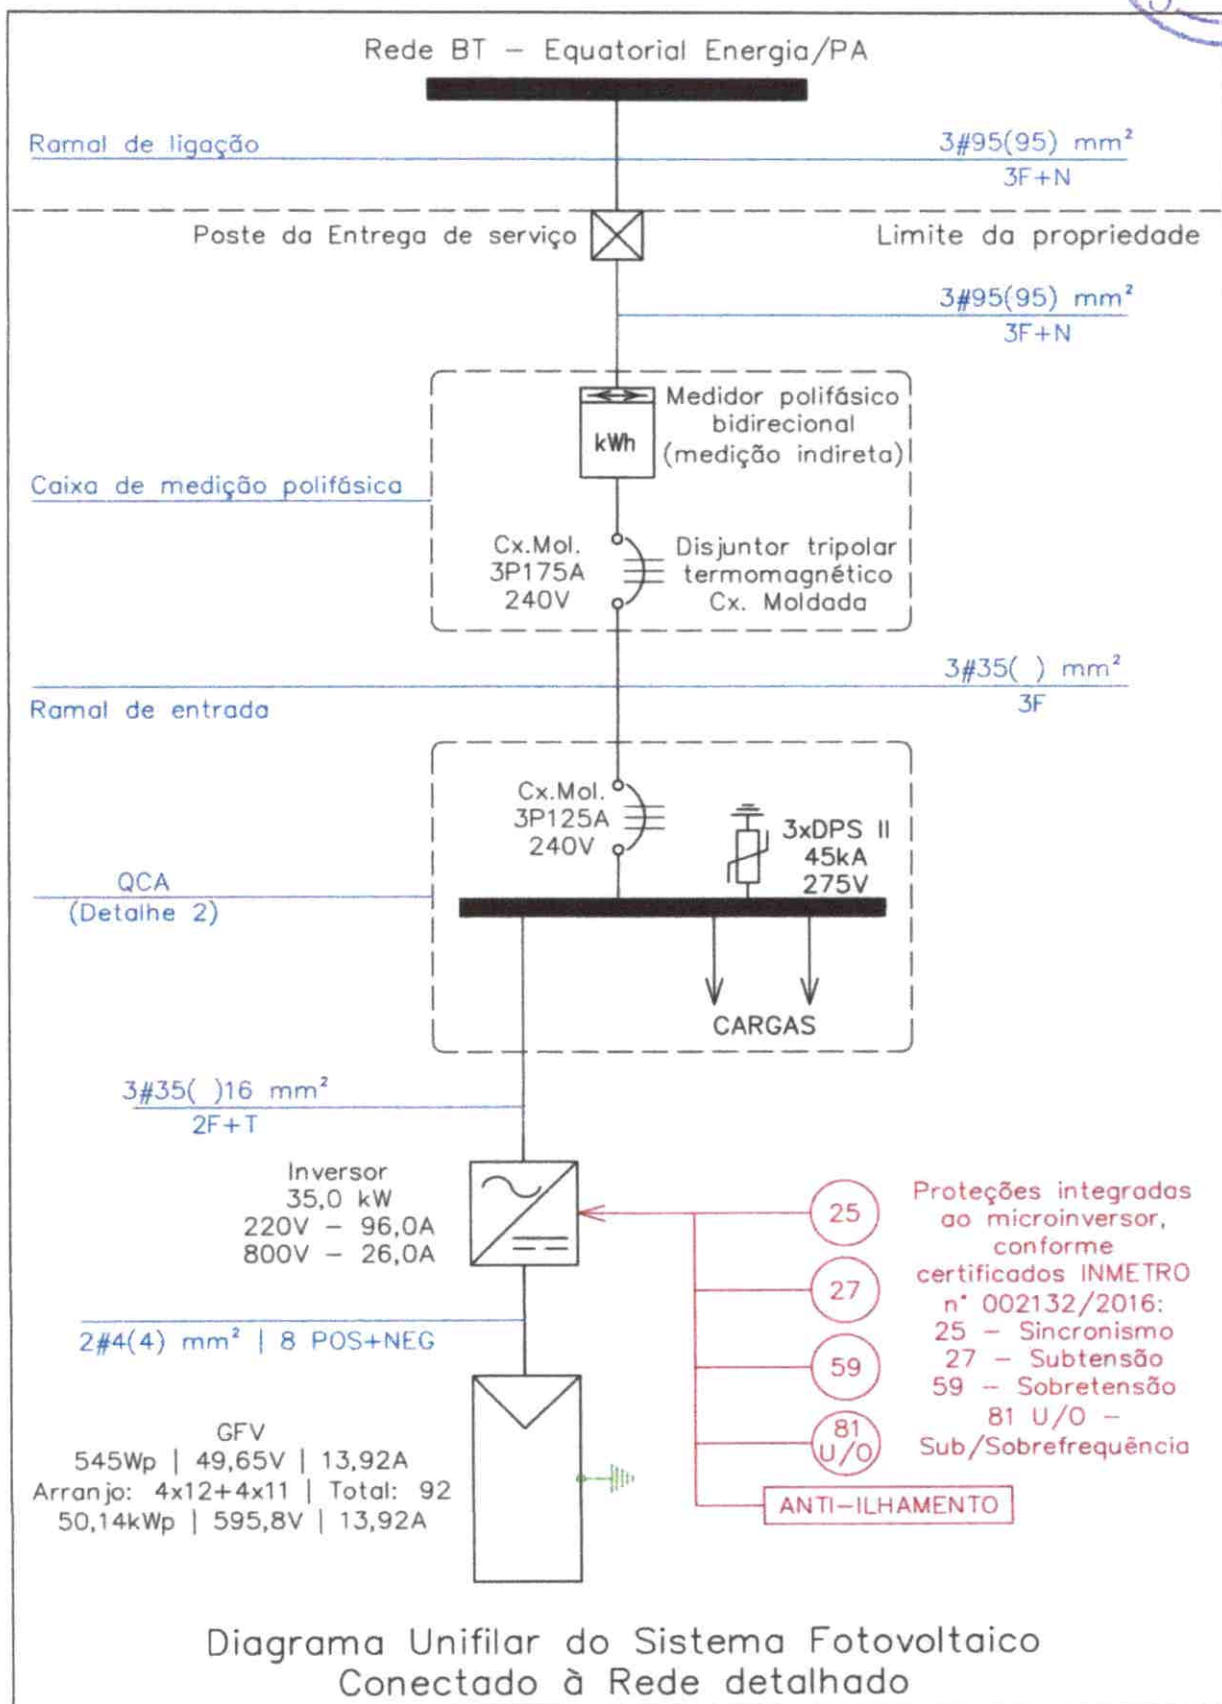 Rede BT – Equatorial Energia/PA
Ramal de ligação
3#95(95) mm²
3F+N
Poste da Entrega de serviço
Limite da propriedade
3#95(95) mm²
3F+N
Medidor polifásico
bidirecional
(medição indireta)
kWh
Caixa de medição polifásica
Cx.Mol.
3P175A
240V
Disjuntor tripolar
termomagnético
Cx. Moldada
3#35( ) mm²
3F
Ramal de entrada
Cx.Mol.
3P125A
240V
3xDPS II
45kA
275V
QCA
(Detalhe 2)
CARGAS
3#35( )16 mm²
2F+T
Inversor
35,0 kW
220V – 96,0A
800V – 26,0A
25
27
59
81
U/O
ANTI–ILHAMENTO
Proteções integradas
ao microinversor,
conforme
certificados INMETRO
n° 002132/2016:
25 – Sincronismo
27 – Subtensão
59 – Sobretensão
81 U/O –
Sub/Sobrefrequência
2#4(4) mm² | 8 POS+NEG
GFV
545Wp | 49,65V | 13,92A
Arranjo: 4x12+4x11 | Total: 92
50,14kWp | 595,8V | 13,92A
Diagrama Unifilar do Sistema Fotovoltaico
Conectado à Rede detalhado